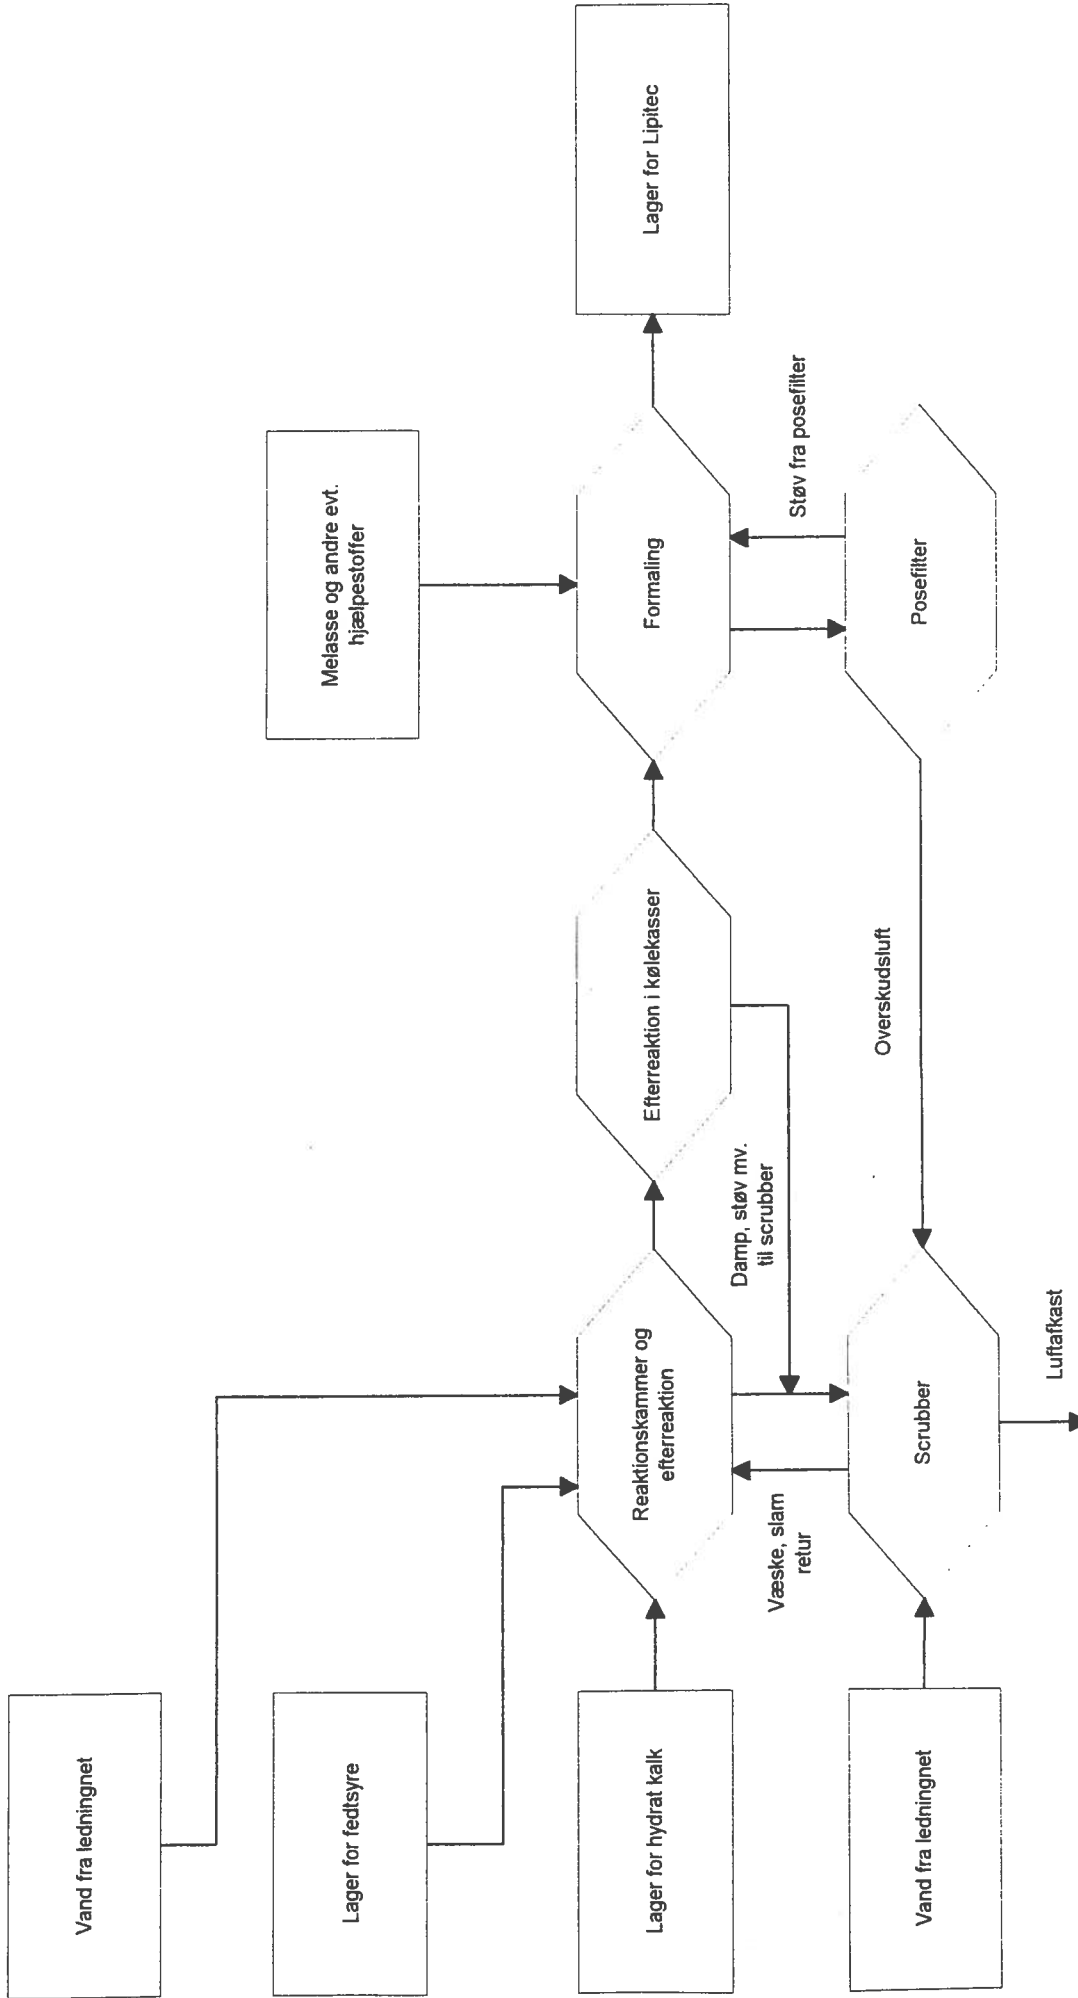 Vand fra ledningnet
Lager for fedtsyre
Melasse og andre evt.
hjælpestoffer
Lager for hydrat kalk
Reaktionskammer og
efterreaktion
Efterreaktion i kølekasser
Formaling
Lager for Lipitec
Væske, slam
retur
Damp, støv mv.
til scrubber
Støv fra posefilter
Overskudsluft
Vand fra ledningnet
Scrubber
Posefilter
Luftafkast